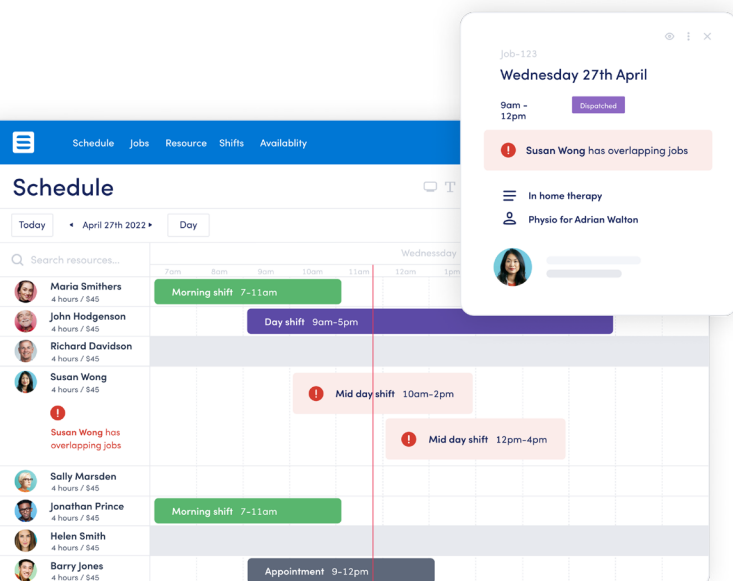 Job-123
Wednesday 27th April
9am -
12pm
Dispatched
Susan Wong has overlapping jobs
In home therapy
Physio for Adrian Walton
Schedule Jobs Resource Shifts Availablity
Schedule
T
Today April 27th 2022 Day
Search resources...
Wednessday
7am 8am 9am 10am 11am 12am 1pm
Maria Smithers
4 hours / $45
Morning shift 7-11am
John Hodgenson
4 hours / $45
Day shift 9am-5pm
Richard Davidson
4 hours / $45
Susan Wong
4 hours / $45
Mid day shift 10am-2pm
Susan Wong has
overlapping jobs
Mid day shift 12pm-4pm
Sally Marsden
4 hours / $45
Jonathan Prince
4 hours / $45
Morning shift 7-11am
Helen Smith
4 hours / $45
Barry Jones
4 hours / $45
Appointment 9-12pm